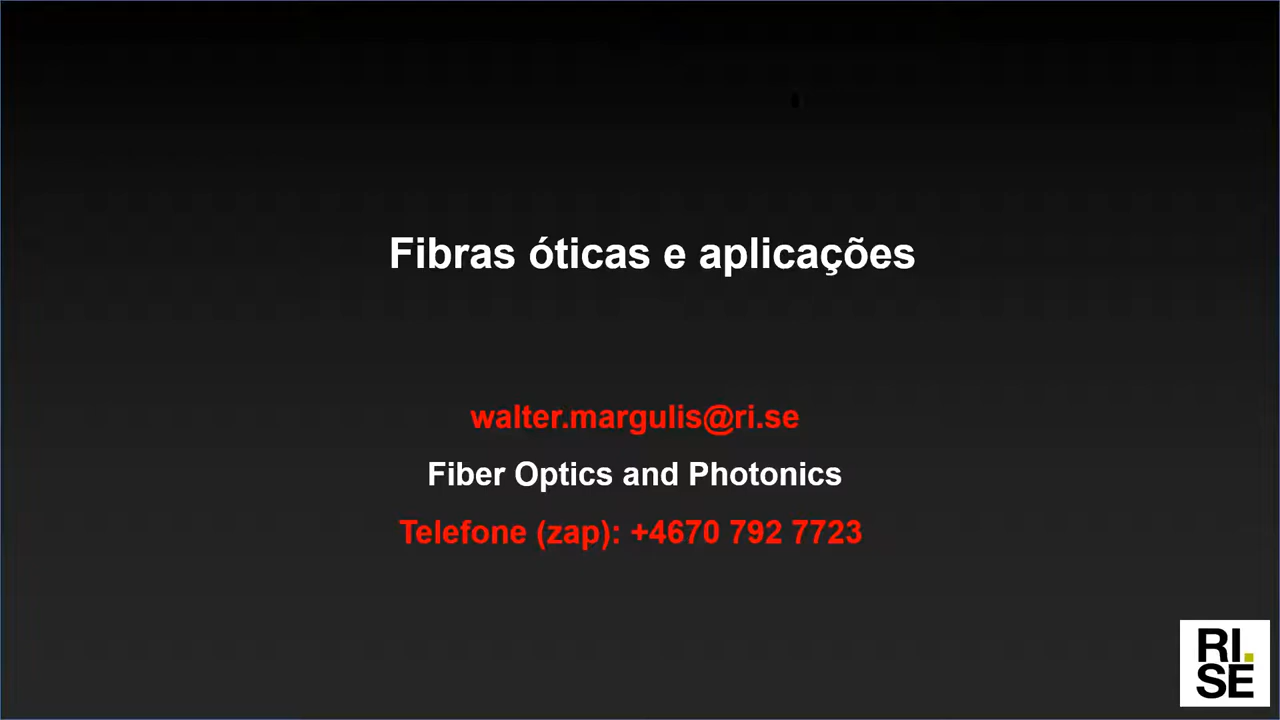 Fibras óticas e aplicações
walter.margulis@ri.se
Fiber Optics and Photonics
Telefone (zap): +4670 792 7723
RI.
SE